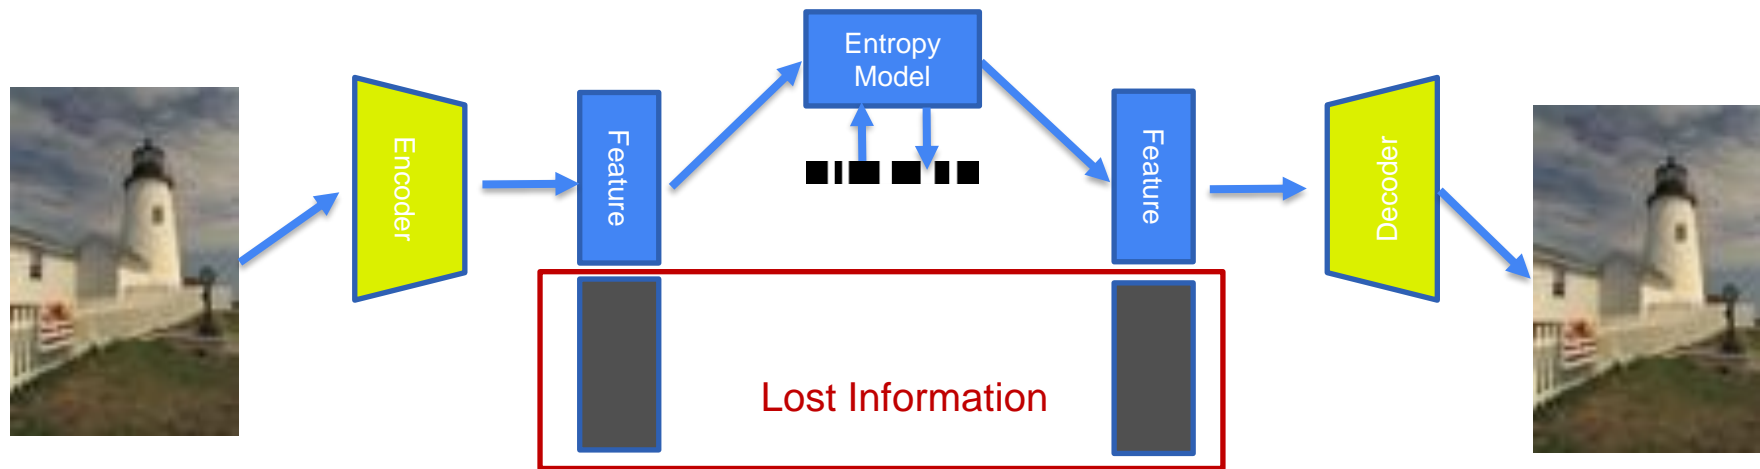 Encoder
Feature
Entropy
Model
Feature
Decoder
Lost Information